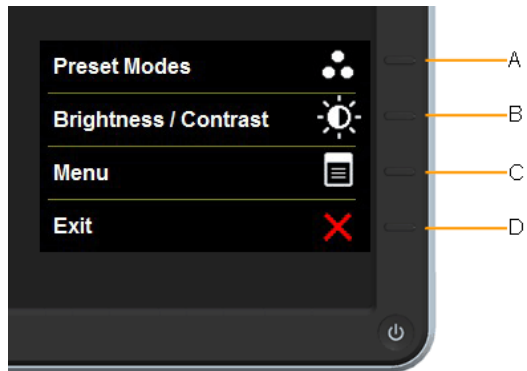 Preset Modes
A
Brightness / Contrast
B
Menu
C
Exit
D